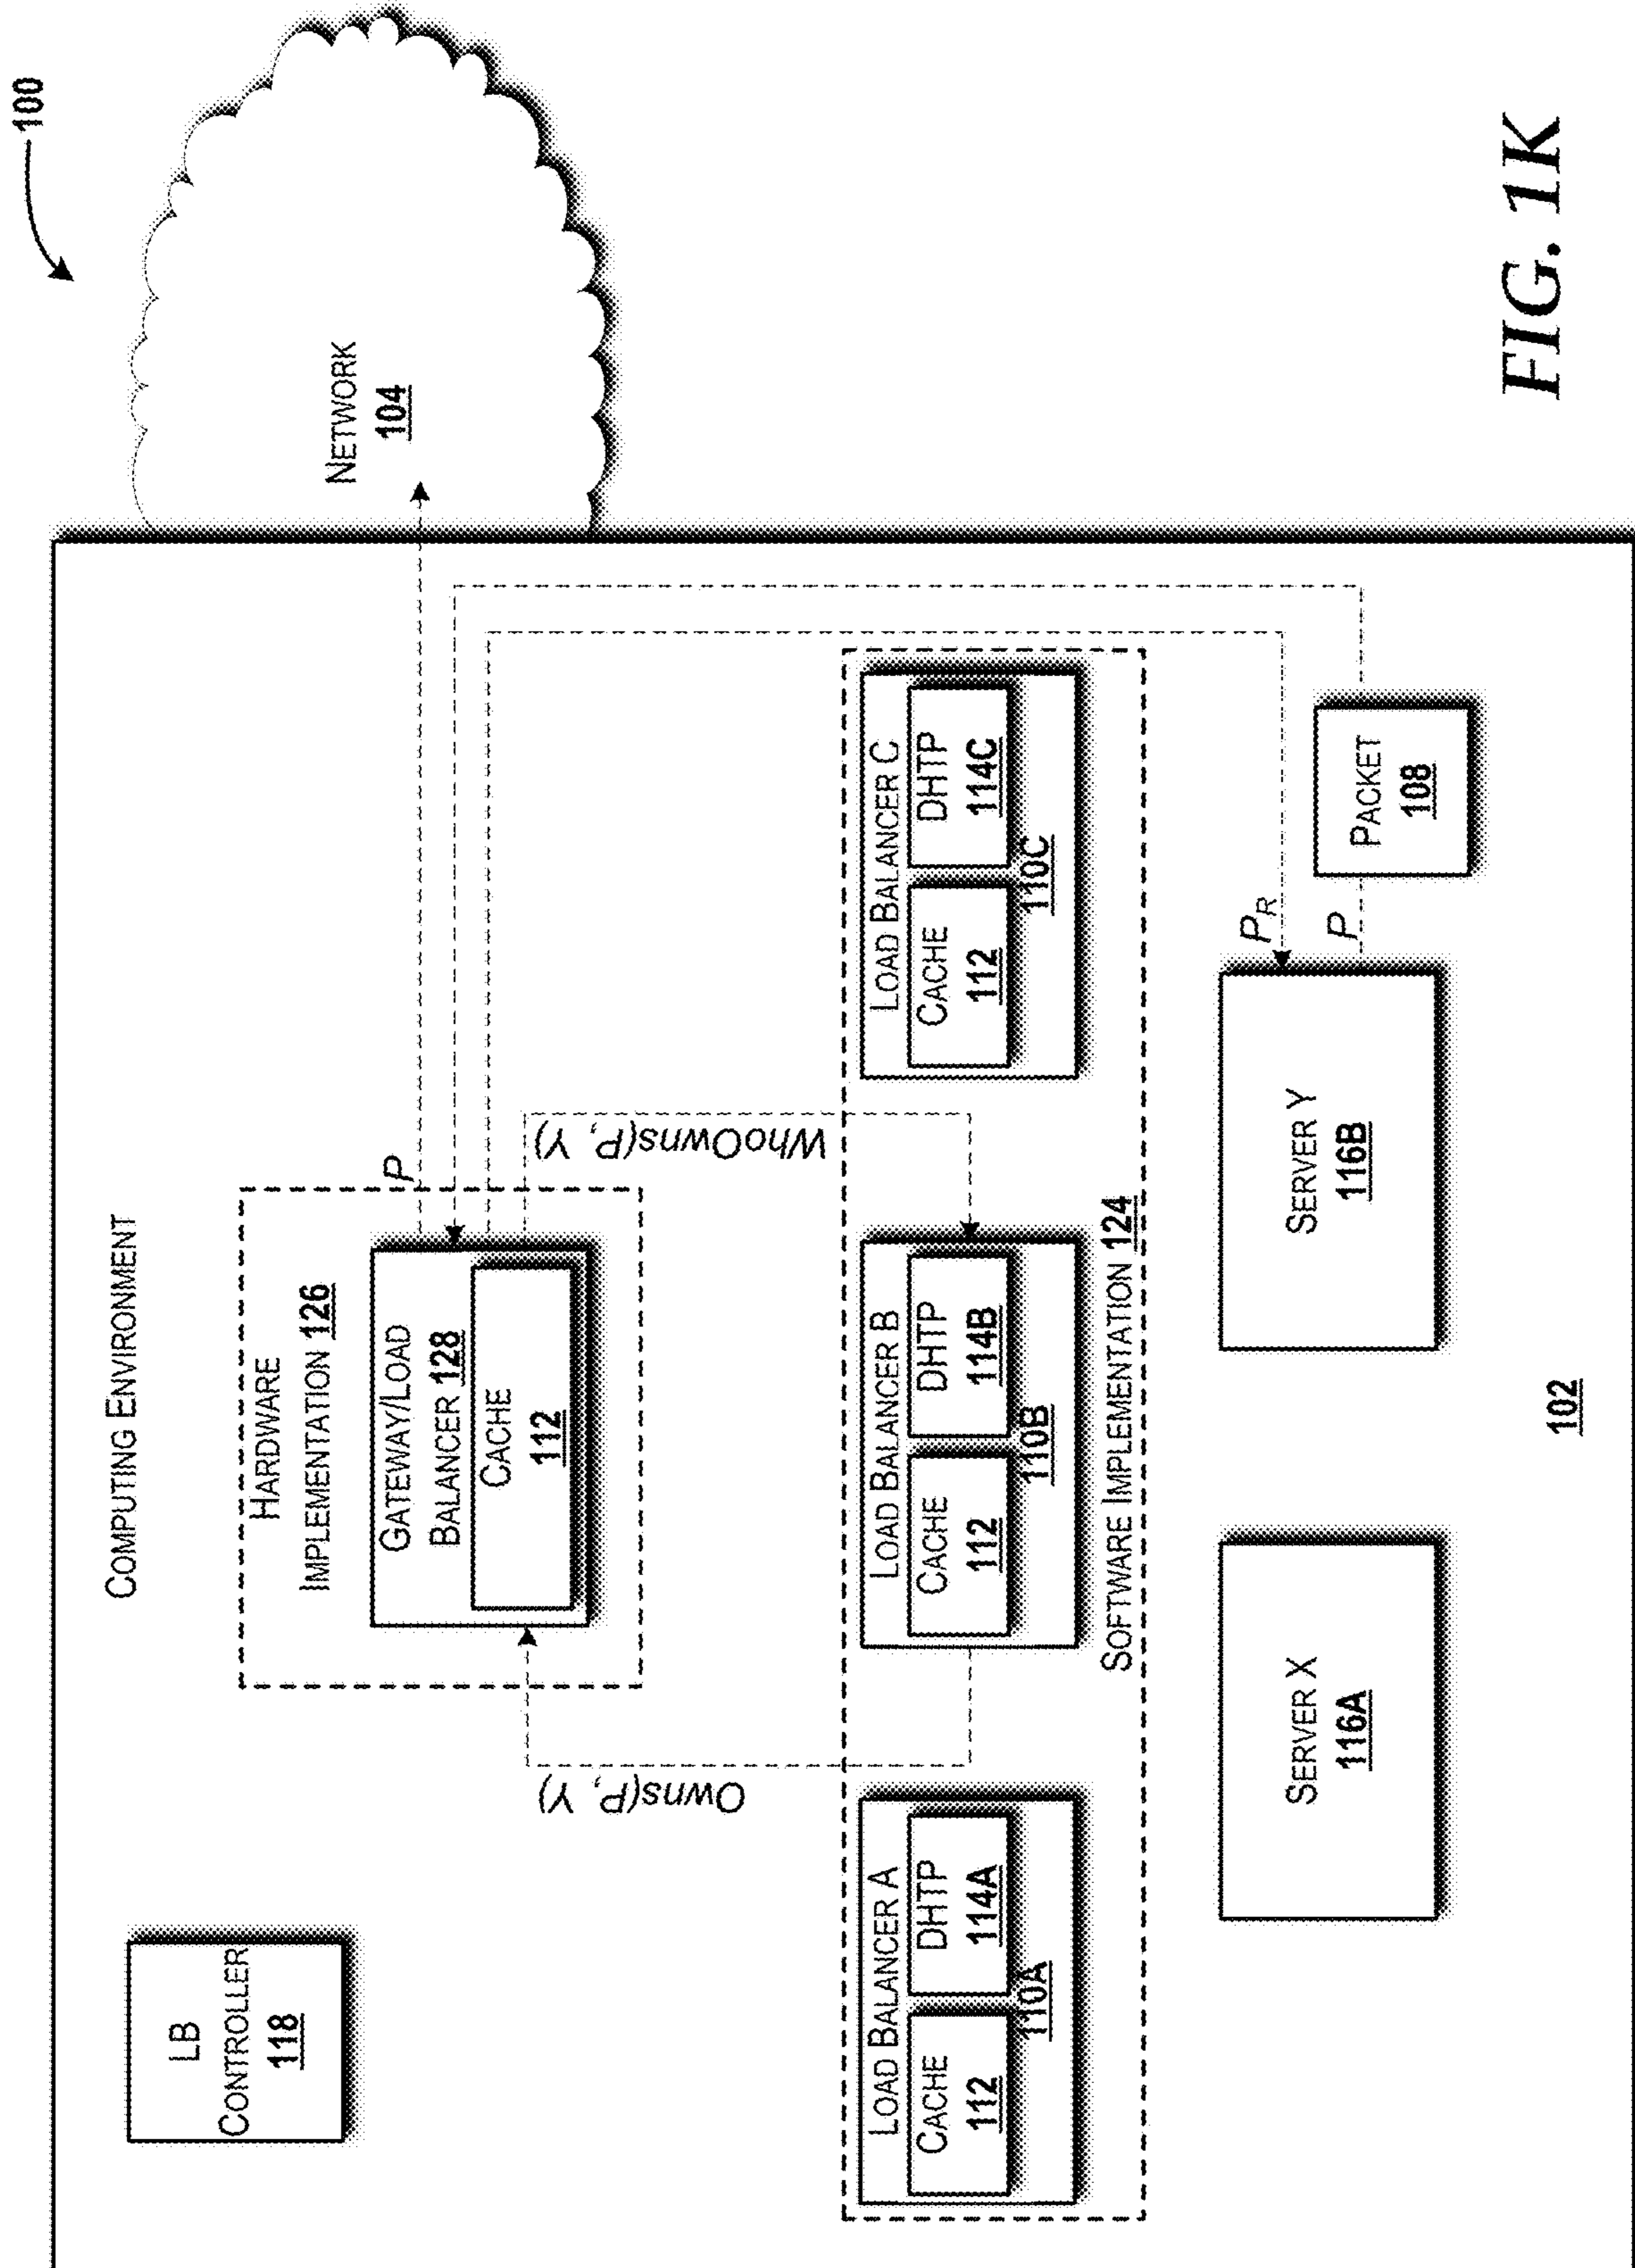 100
COMPUTING ENVIRONMENT
LB
CONTROLLER
118
HARDWARE
IMPLEMENTATION 126
GATEWAY/LOAD
BALANCER 128
CACHE
112
P
NETWORK
104
Owns(P, Y)
WhoOwns(P, Y)
LOAD BALANCER A
CACHE
112
DHTP
114A
110A
LOAD BALANCER B
CACHE
112
DHTP
114B
110B
LOAD BALANCER C
CACHE
112
DHTP
114C
110C
SOFTWARE IMPLEMENTATION 124
SERVER X
116A
SERVER Y
116B
PR
P
PACKET
108
102
FIG. 1K